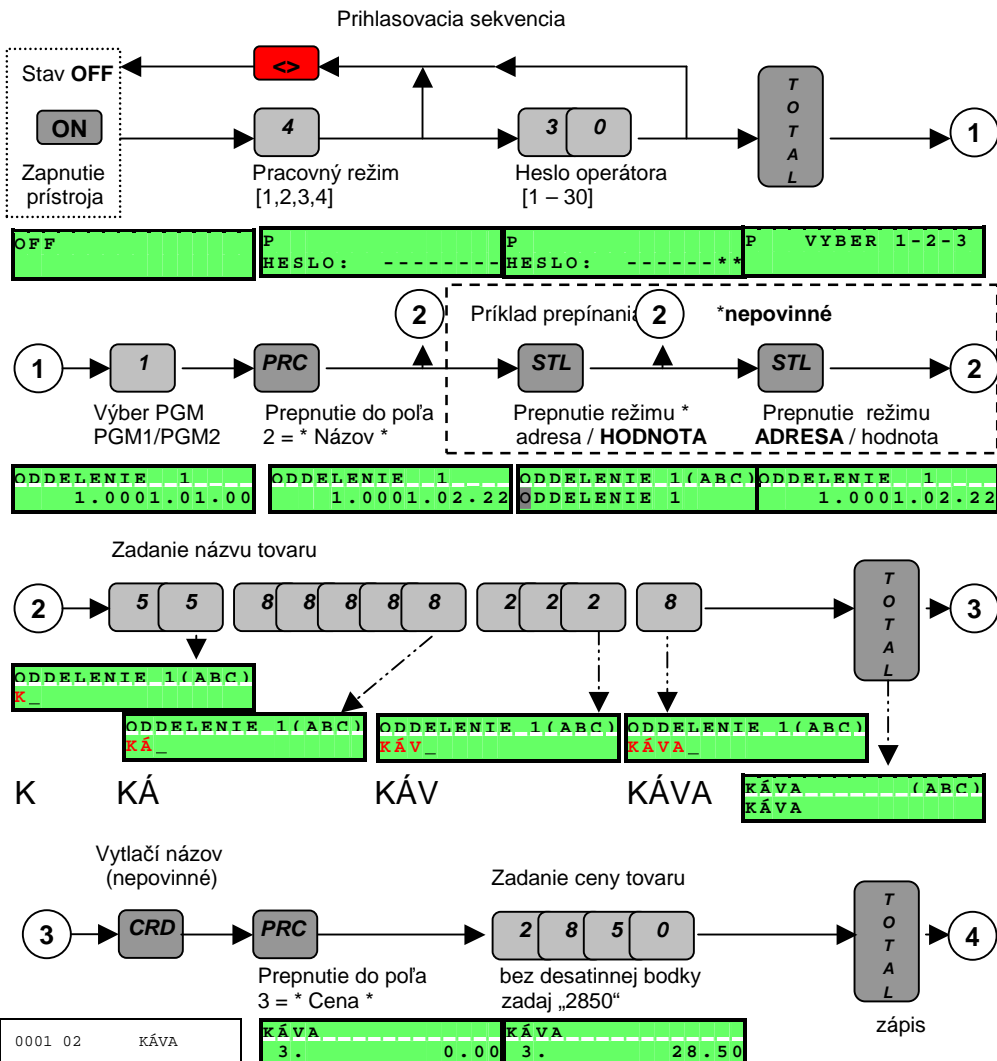 Prihlasovacia sekvencia
Stav OFF
<>
ON
4
3 0
T
O
T
A
L
1
Zapnutie
prístroja
Pracovný režim
[1,2,3,4]
Heslo operátora
[1 – 30]
OFF
P
HESLO: --------
P
HESLO: ------**
P VYBER 1-2-3
2
Príklad prepínania
2
*nepovinné
1
1
PRC
STL
STL
2
Výber PGM
PGM1/PGM2
Prepnutie do poľa
2 = * Názov *
Prepnutie režimu *
adresa / HODNOTA
Prepnutie režimu
ADRESA / hodnota
ODDELENIE 1
1.0001.01.00
ODDELENIE 1
1.0001.02.22
ODDELENIE 1(ABC)
ODDELENIE 1
ODDELENIE 1
1.0001.02.22
Zadanie názvu tovaru
2
5 5
8 8 8 8 8
2 2 2
8
T
O
T
A
L
3
ODDELENIE 1(ABC)
K_
ODDELENIE 1(ABC)
KÁ_
ODDELENIE 1(ABC)
KÁV_
ODDELENIE 1(ABC)
KÁVA_
K
KÁ
KÁV
KÁVA
KÁVA (ABC)
KÁVA
Vytlačí názov
(nepovinné)
Zadanie ceny tovaru
3
CRD
PRC
2 8 5 0
T
O
T
A
L
4
Prepnutie do poľa
3 = * Cena *
bez desatinnej bodky
zadaj „2850“
zápis
0001 02 KÁVA
KÁVA
3. 0.00
KÁVA
3. 28.50